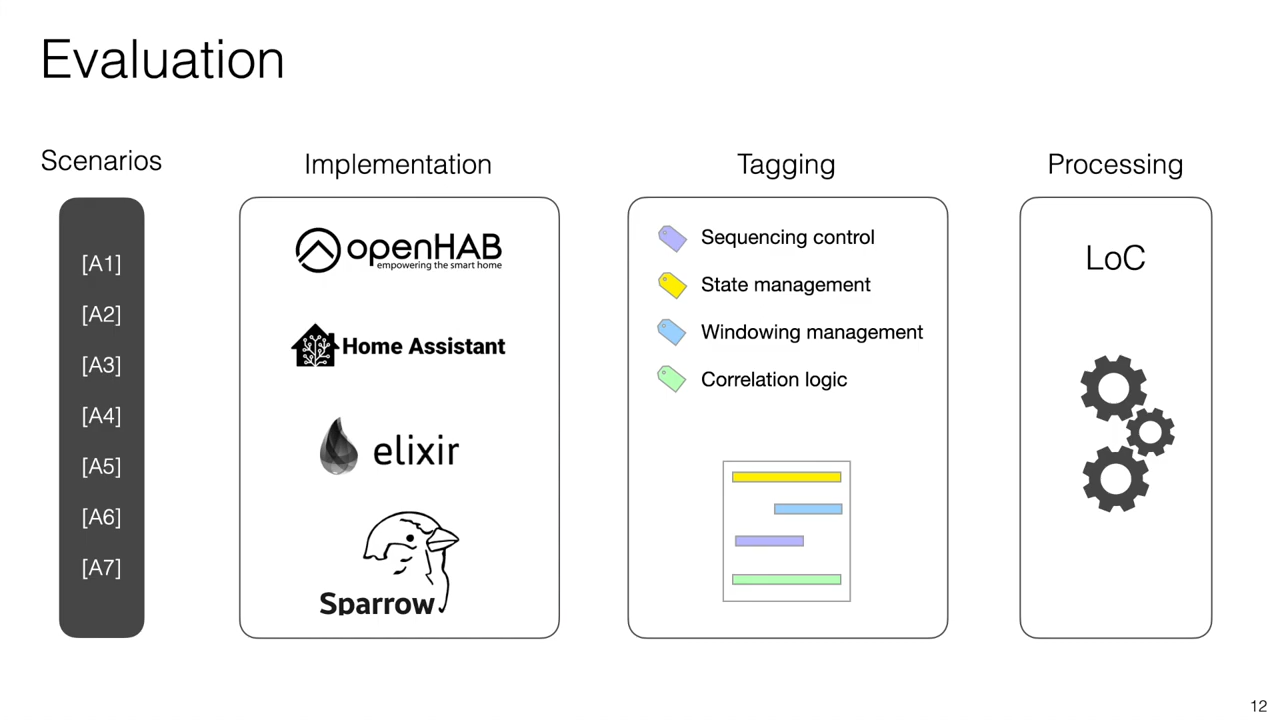 Evaluation
Scenarios
[A1]
[A2]
[A3]
[A4]
[A5]
[A6]
[A7]
Implementation
openHAB
empowering the smart home
Home Assistant
elixir
Sparrow
Tagging
Sequencing control
State management
Windowing management
Correlation logic
Processing
LoC
12